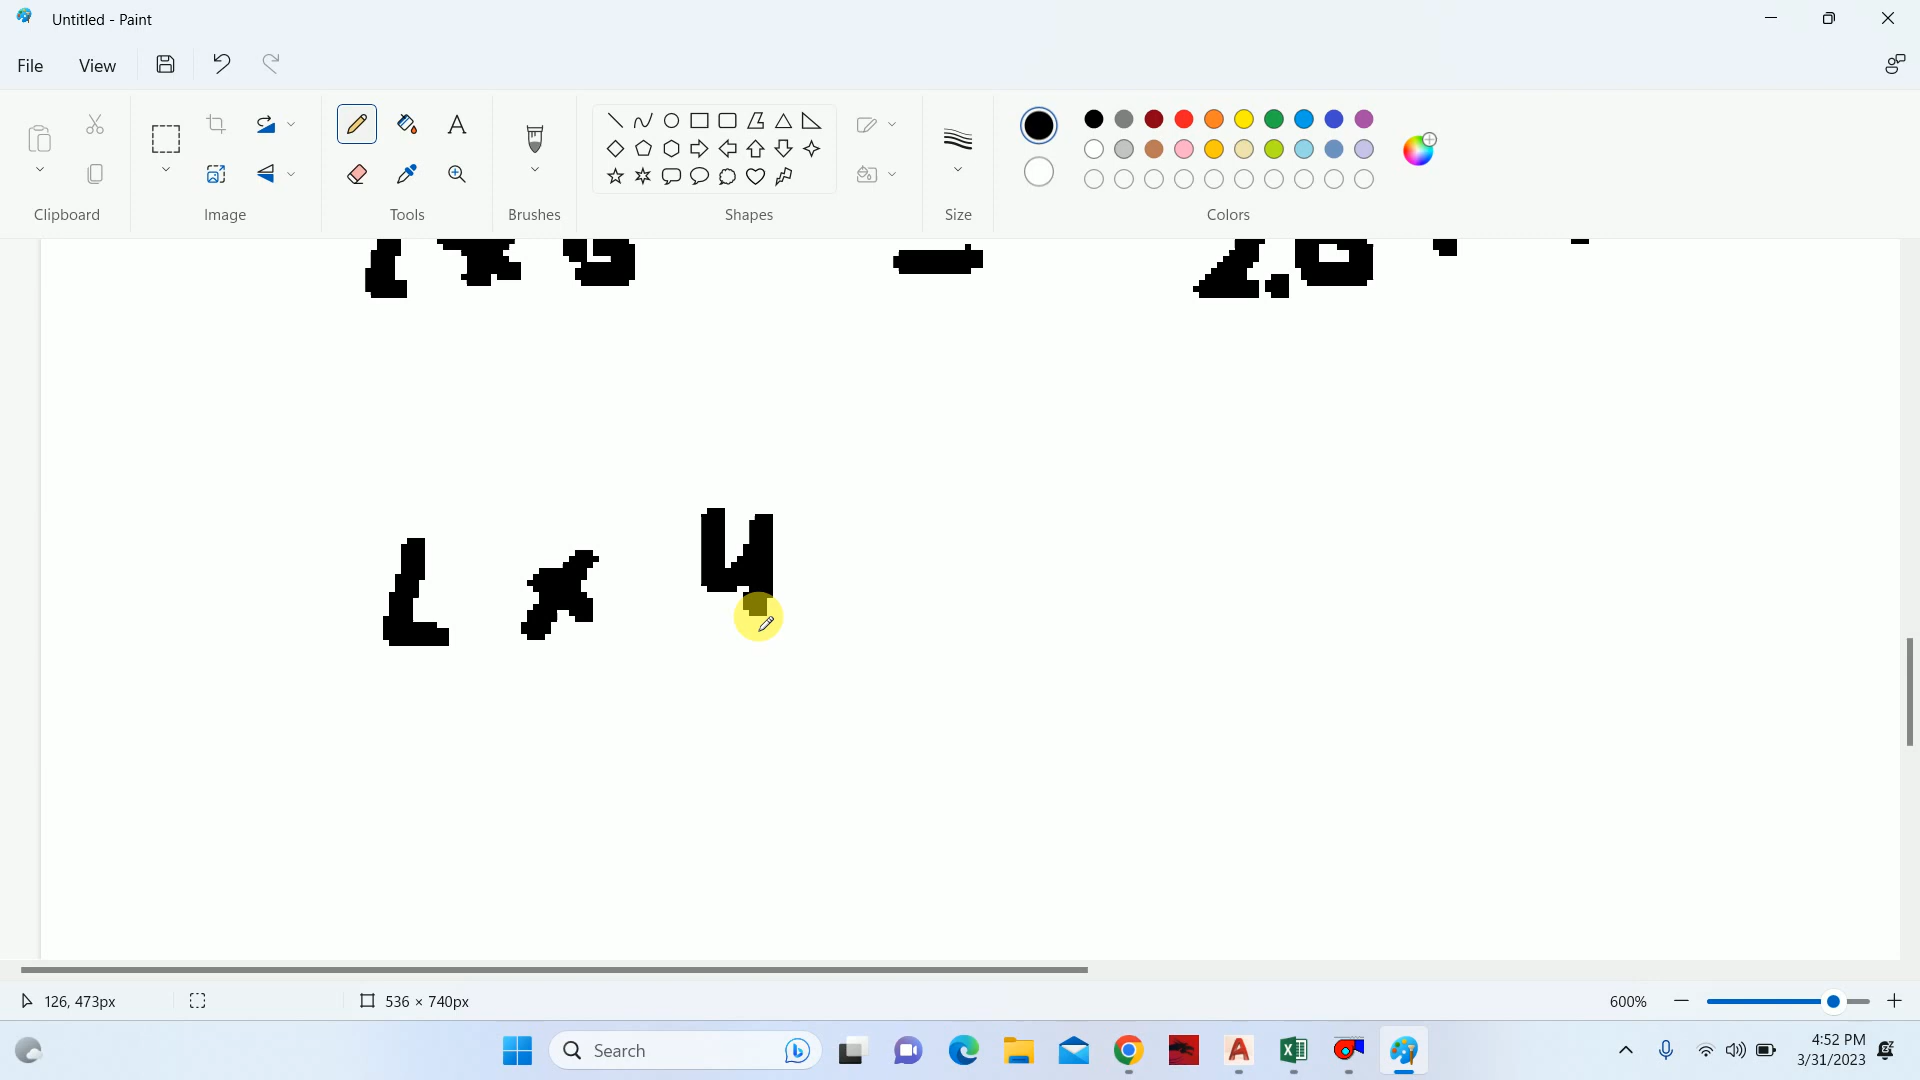 Untitled - Paint
File View
Clipboard Image Tools Brushes Shapes Size Colors
L x 4
126, 473px 536 × 740px 600%
Search 4:52 PM
3/31/2023